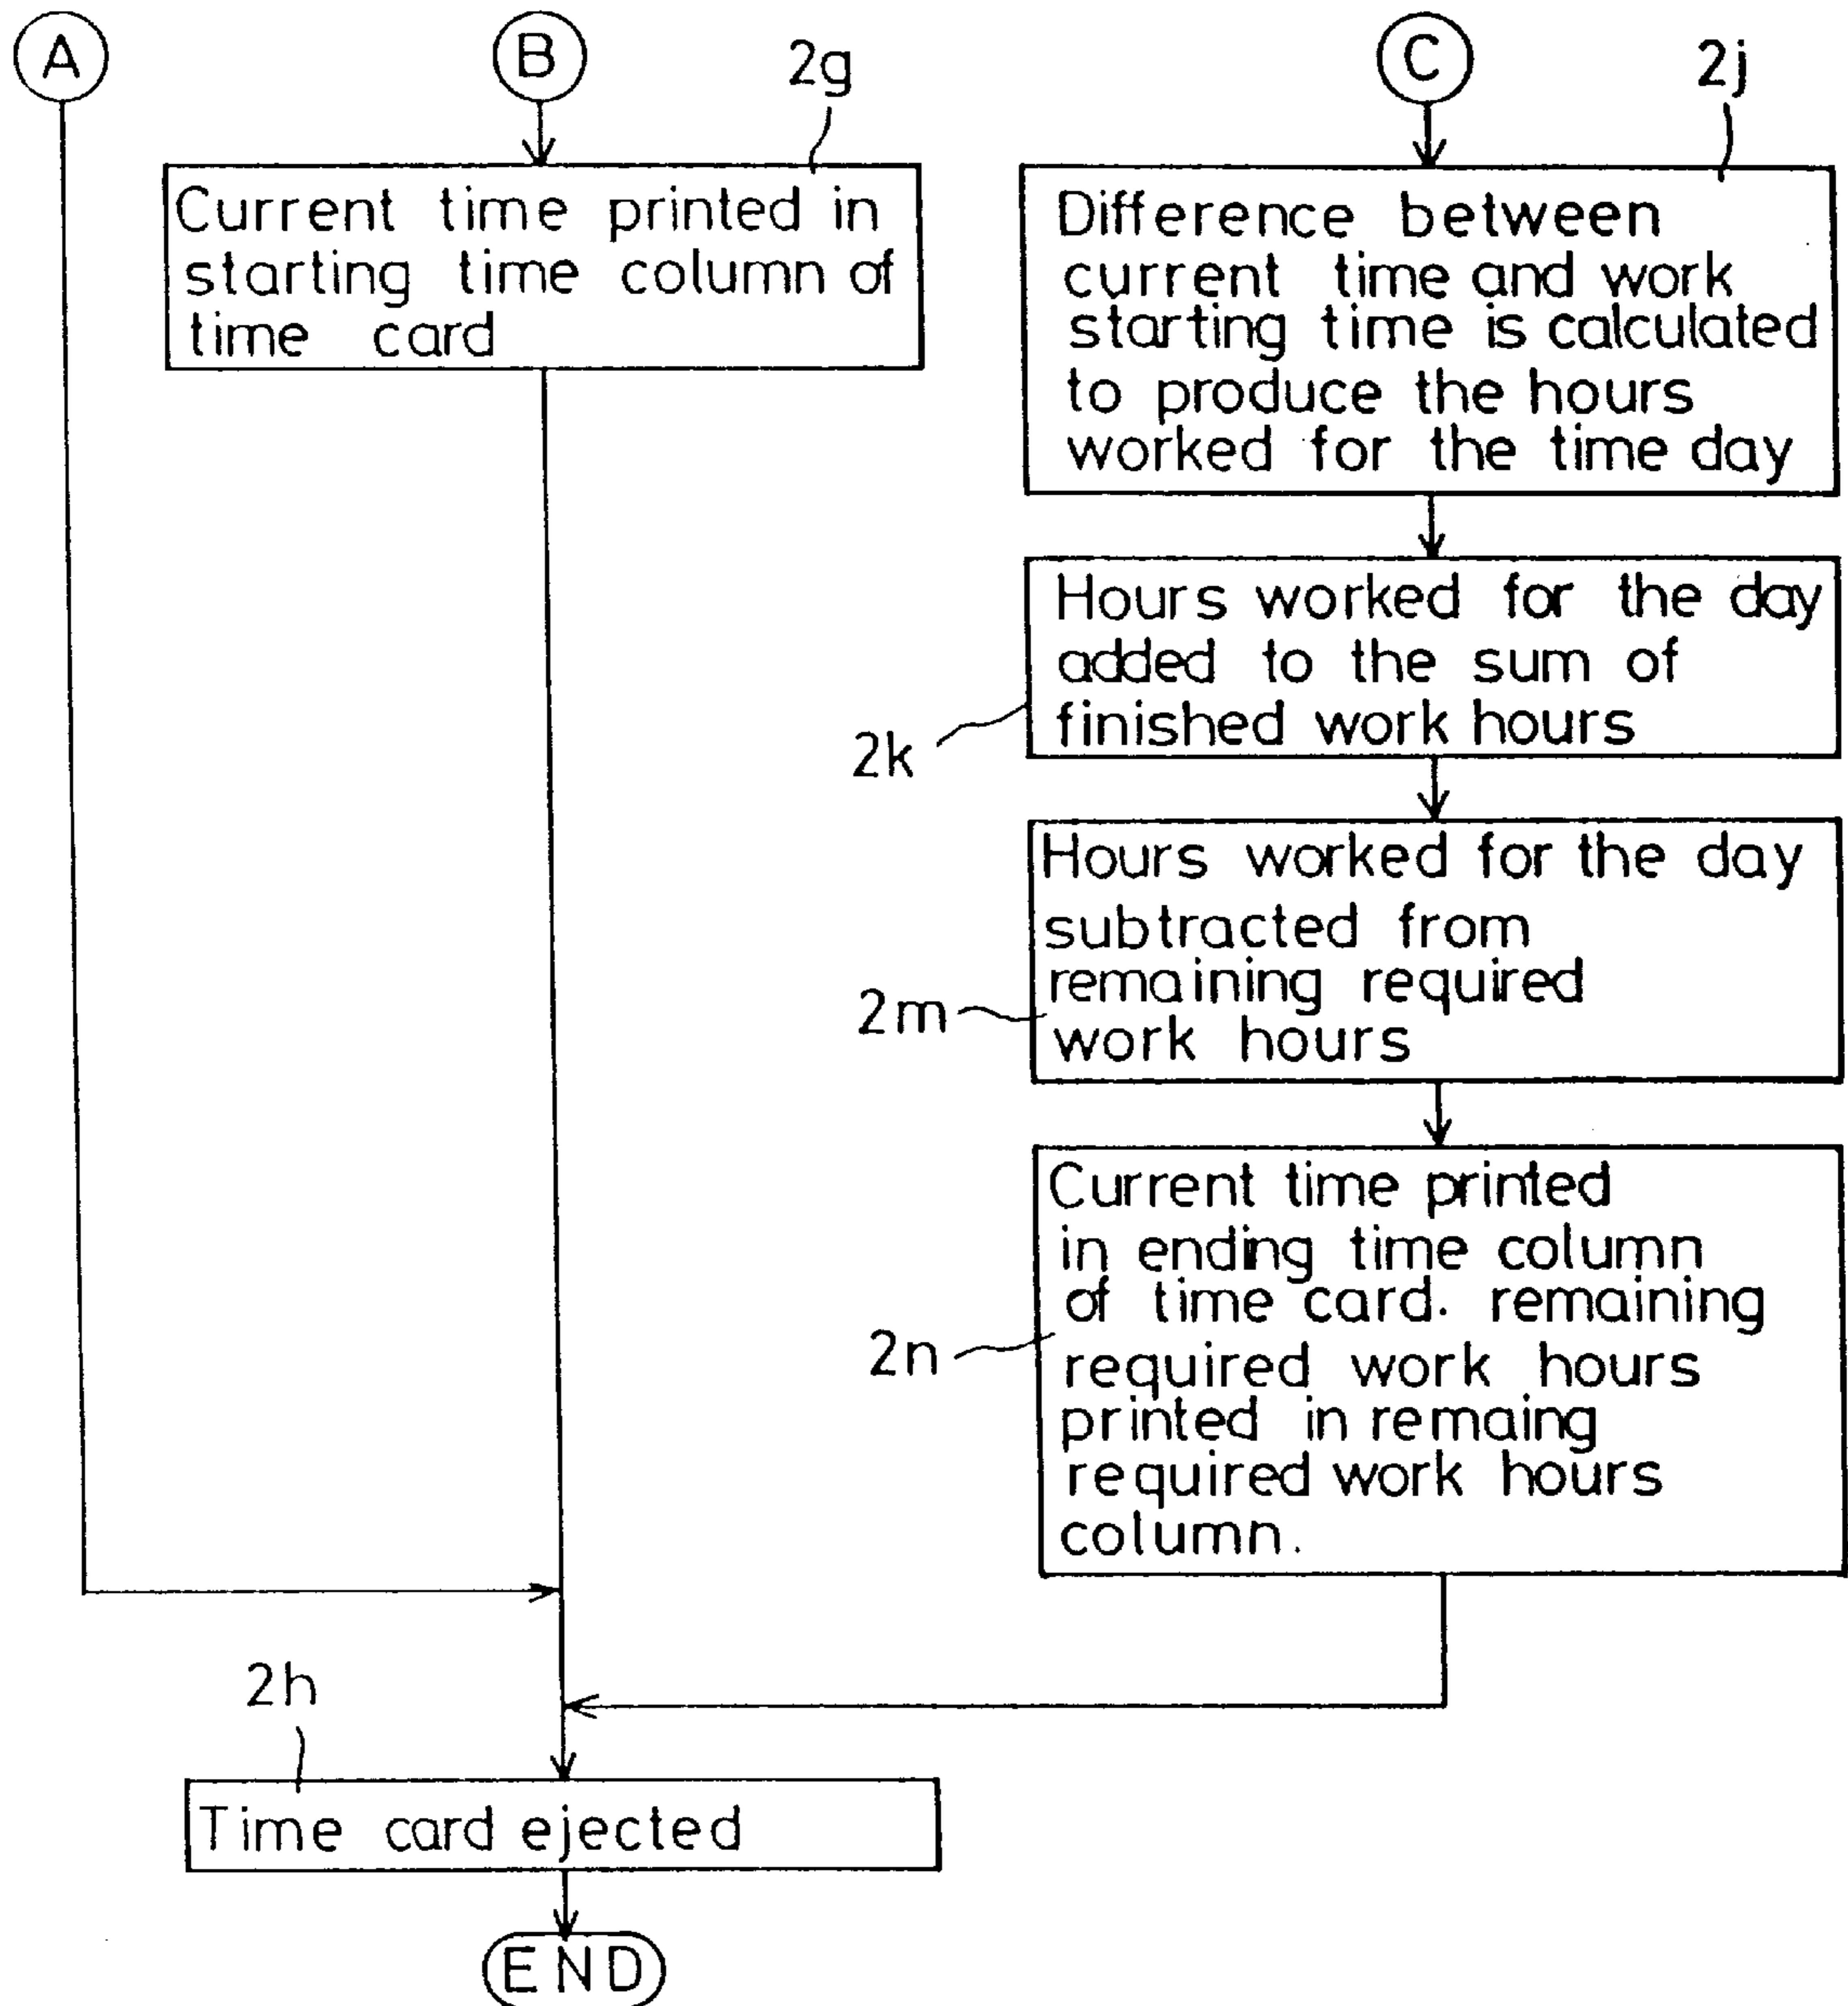 A
B
2g
C
2j
Current time printed in
starting time column of
time card
Difference between
current time and work
starting time is calculated
to produce the hours
worked for the time day
Hours worked for the day
added to the sum of
finished work hours
2k
Hours worked for the day
subtracted from
remaining required
work hours
2m
Current time printed
in ending time column
of time card. remaining
required work hours
printed in remaing
required work hours
column.
2n
2h
Time card ejected
END